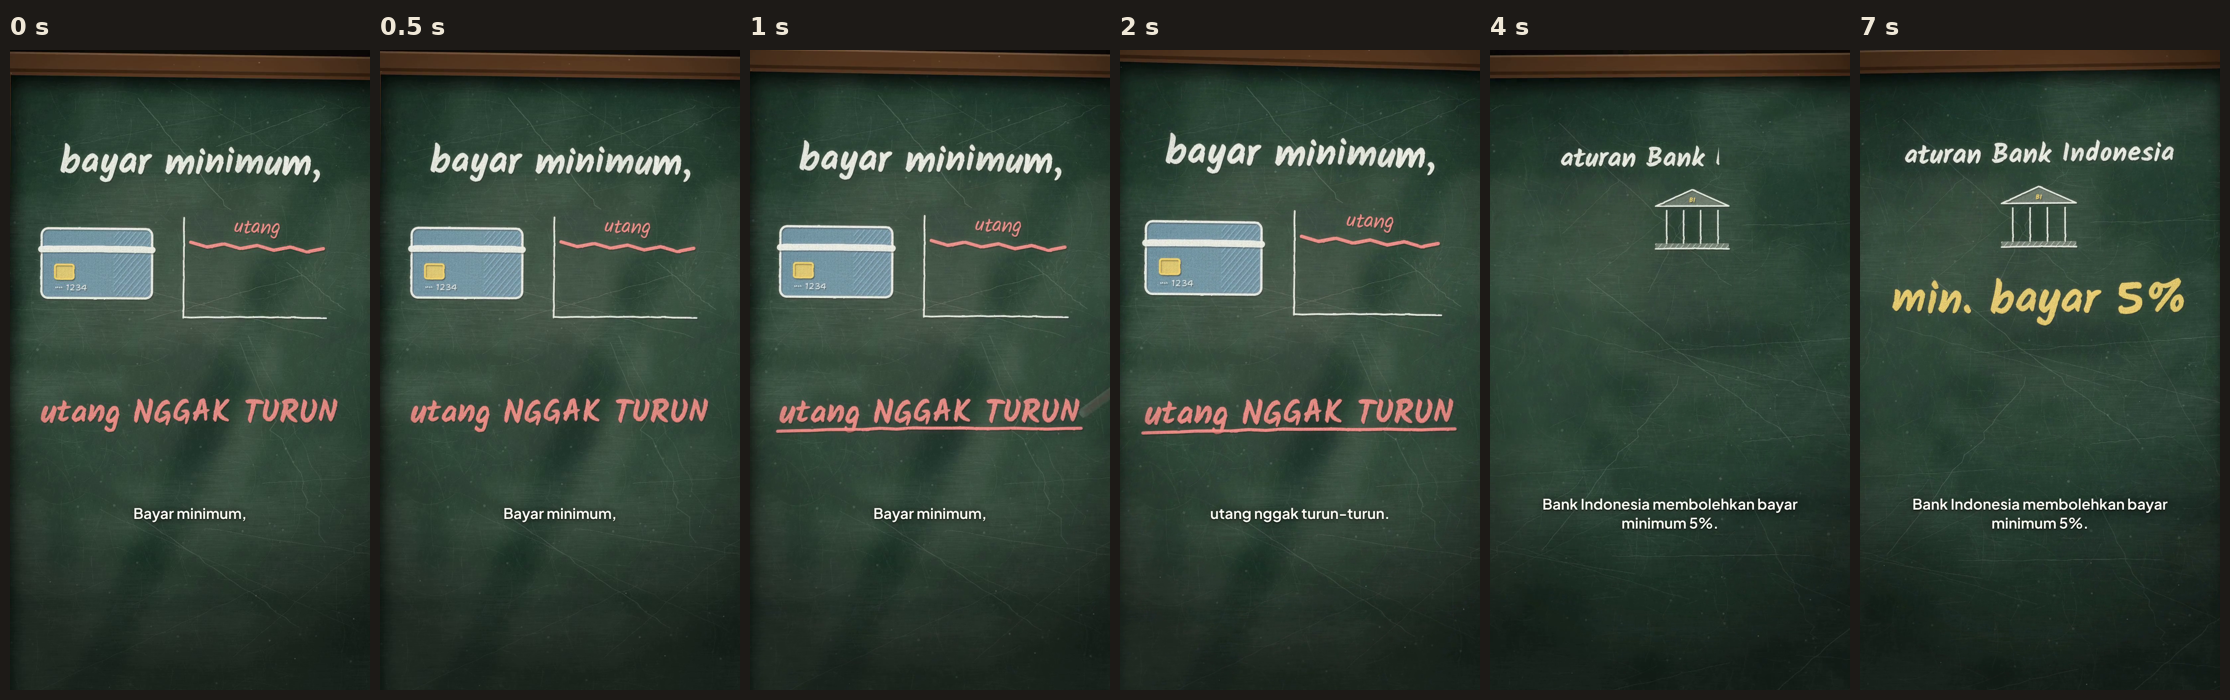 0 s
bayar minimum,
utang
---- 1234
utang NGGAK TURUN
Bayar minimum,
0.5 s
bayar minimum,
utang
---- 1234
utang NGGAK TURUN
Bayar minimum,
1 s
bayar minimum,
utang
---- 1234
utang NGGAK TURUN
Bayar minimum,
2 s
bayar minimum,
utang
---- 1234
utang NGGAK TURUN
utang nggak turun-turun.
4 s
aturan Bank
BI
Bank Indonesia membolehkan bayar
minimum 5%.
7 s
aturan Bank Indonesia
BI
min. bayar 5%
Bank Indonesia membolehkan bayar
minimum 5%.